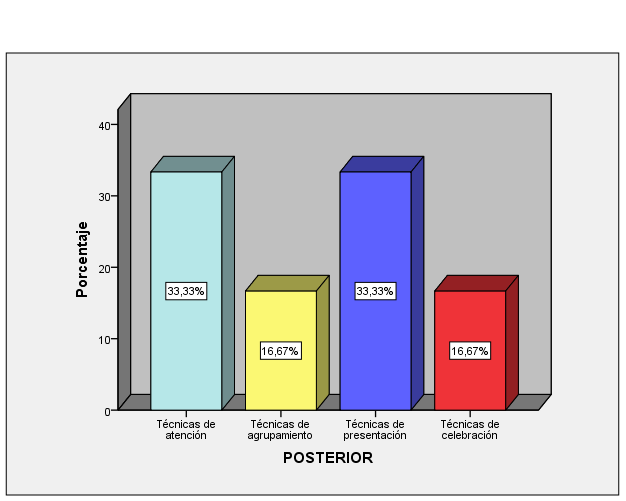 Porcentaje
40
30
20
10
0
33,33%
16,67%
33,33%
16,67%
Técnicas de
atención
Técnicas de
agrupamiento
Técnicas de
presentación
Técnicas de
celebración
POSTERIOR